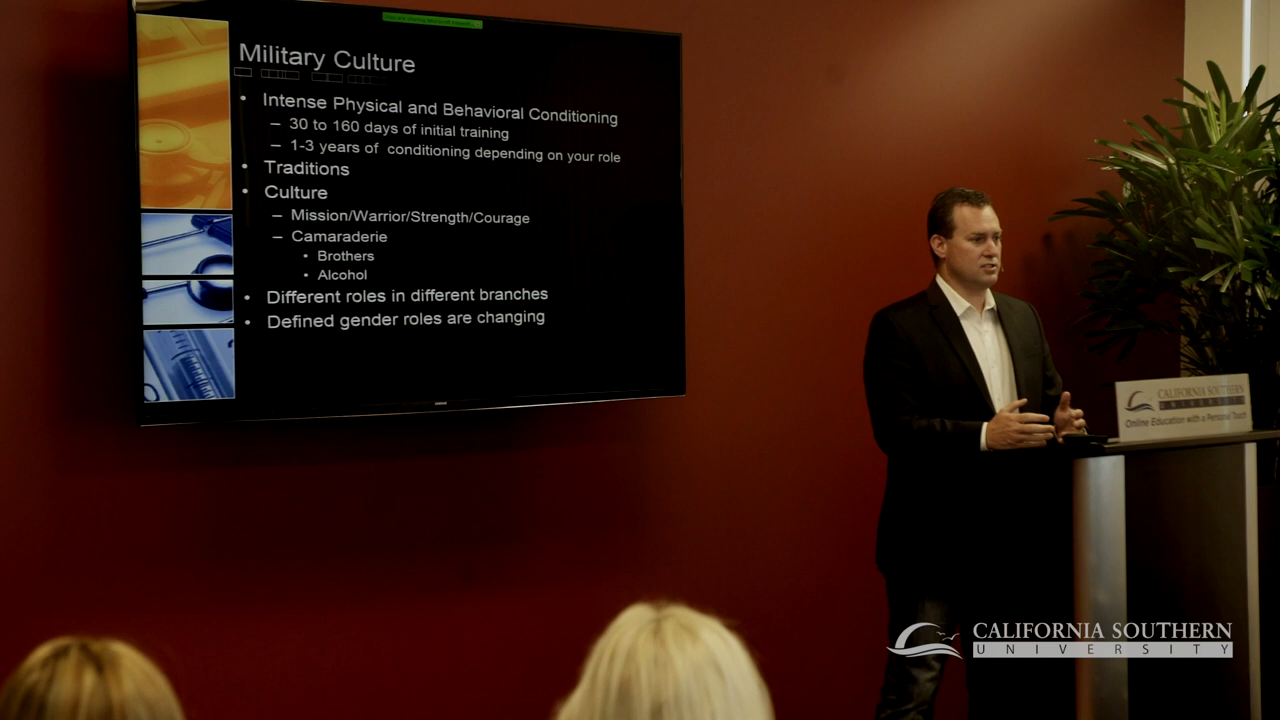 Military Culture
• Intense Physical and Behavioral Conditioning
– 30 to 160 days of initial training
– 1-3 years of conditioning depending on your role
• Traditions
• Culture
– Mission/Warrior/Strength/Courage
– Camaraderie
• Brothers
• Alcohol
• Different roles in different branches
• Defined gender roles are changing
CALIFORNIA SOUTHERN
UNIVERSITY
Online Education with a Personal Touch
CALIFORNIA SOUTHERN
UNIVERSITY